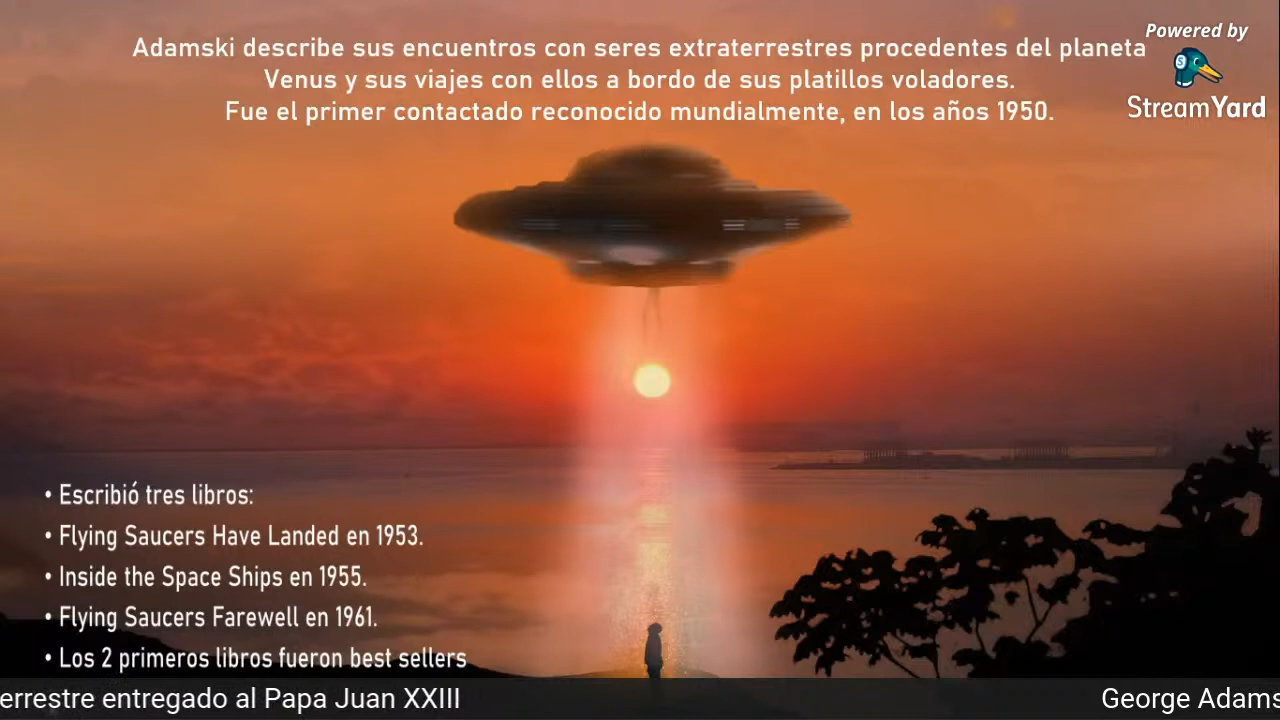 Adamski describe sus encuentros con seres extraterrestres procedentes del planeta
Venus y sus viajes con ellos a bordo de sus platillos voladores.
Fue el primer contactado reconocido mundialmente, en los años 1950.
Powered by
StreamYard
• Escribió tres libros:
• Flying Saucers Have Landed en 1953.
• Inside the Space Ships en 1955.
• Flying Saucers Farewell en 1961.
• Los 2 primeros libros fueron best sellers
errestre entregado al Papa Juan XXIII
George Adams